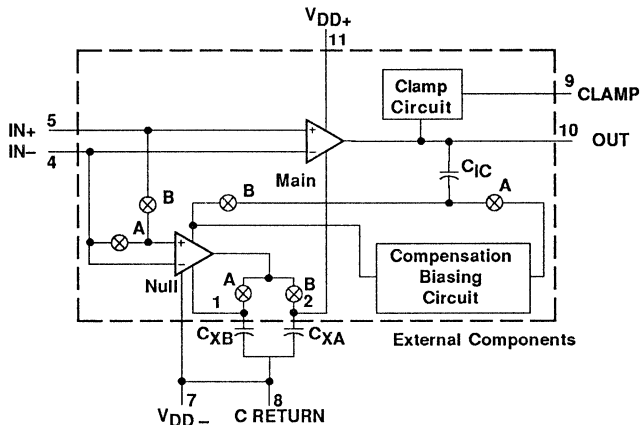 VDD+
11
Clamp
Circuit
9
CLAMP
5
IN+
IN−
4
10
OUT
+
−
Main
CIC
B
B
A
A
+
−
Null
Compensation
Biasing
Circuit
A
B
1
2
CXB
CXA
External Components
7
8
VDD−
C RETURN